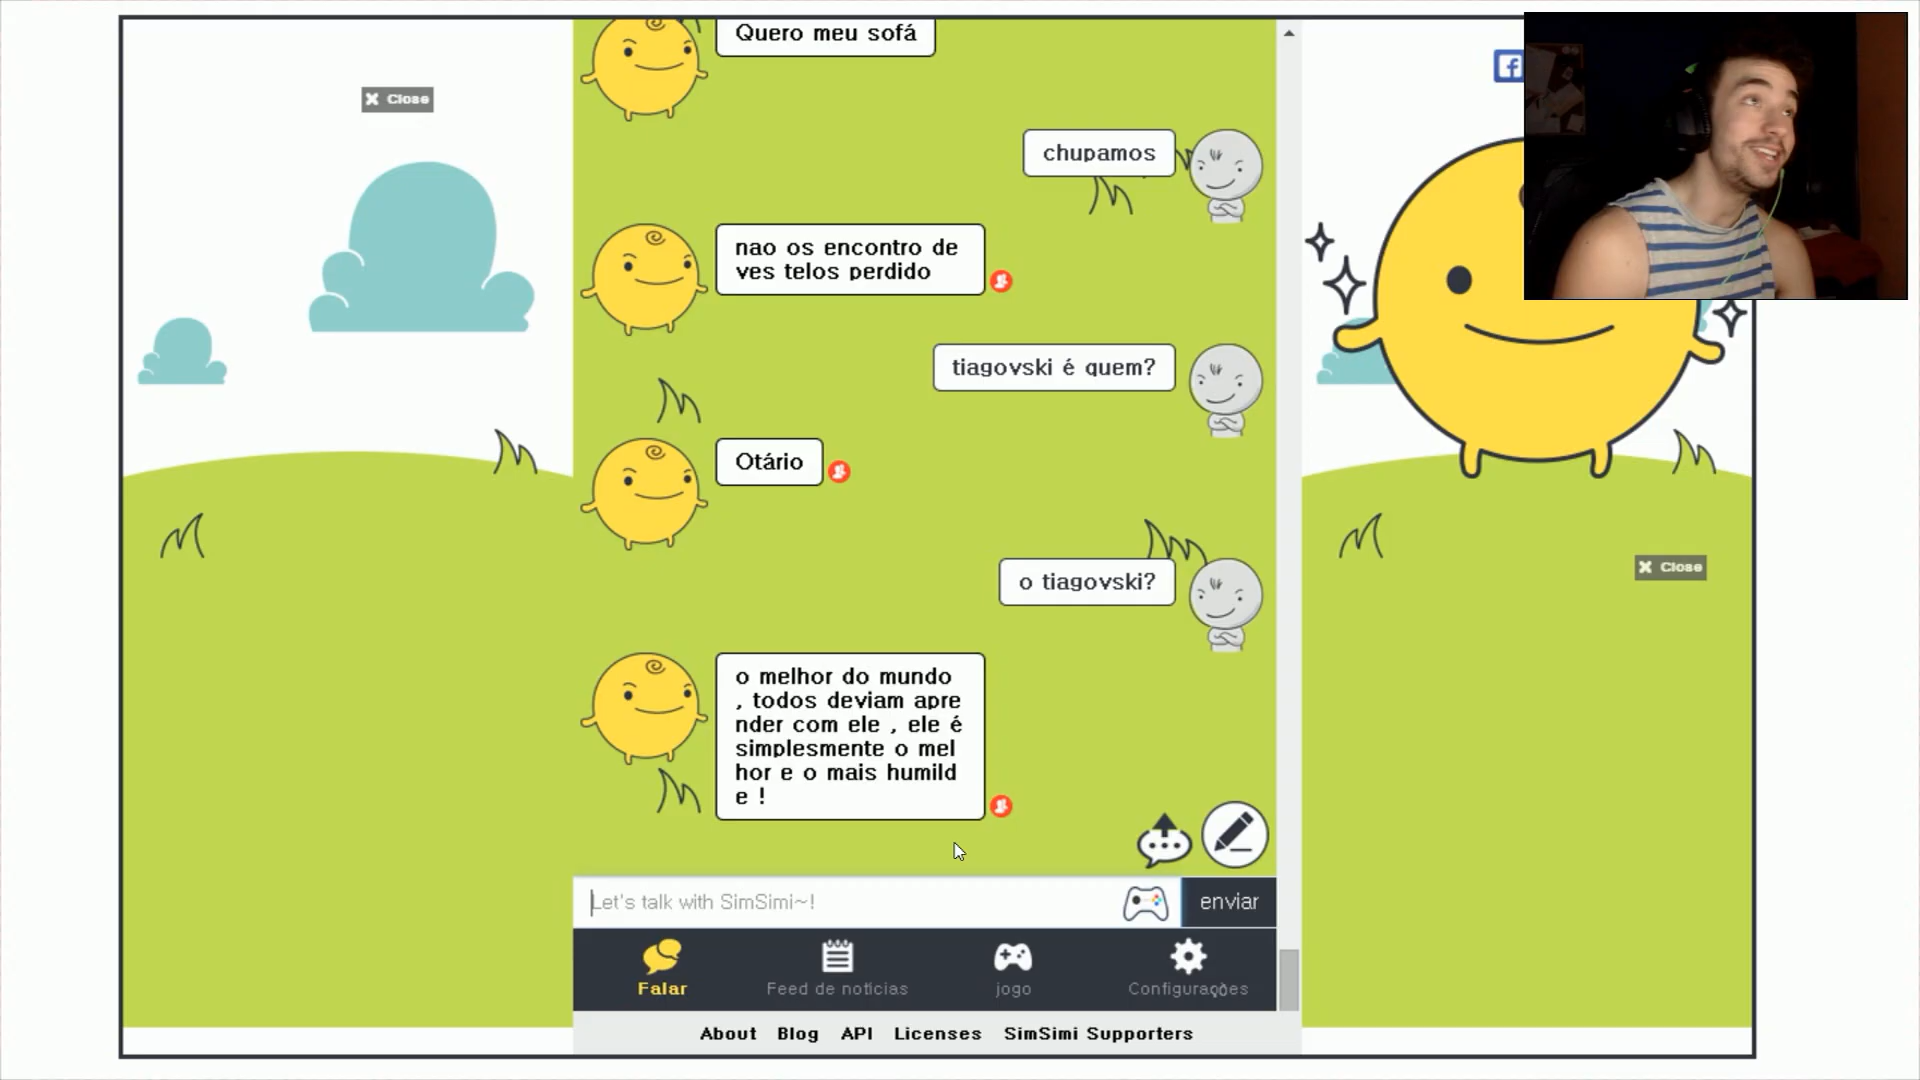 Quero meu sofá
Close
chupamos
nao os encontro de
ves telos perdido
tiagovski é quem?
Otário
Close
o tiagovski?
o melhor do mundo
, todos deviam apre
nder com ele , ele é
simplesmente o mel
hor e o mais humild
e !
Let's talk with SimSimi~!
enviar
Falar
Feed de notícias
jogo
Configurações
About Blog API Licenses SimSimi Supporters